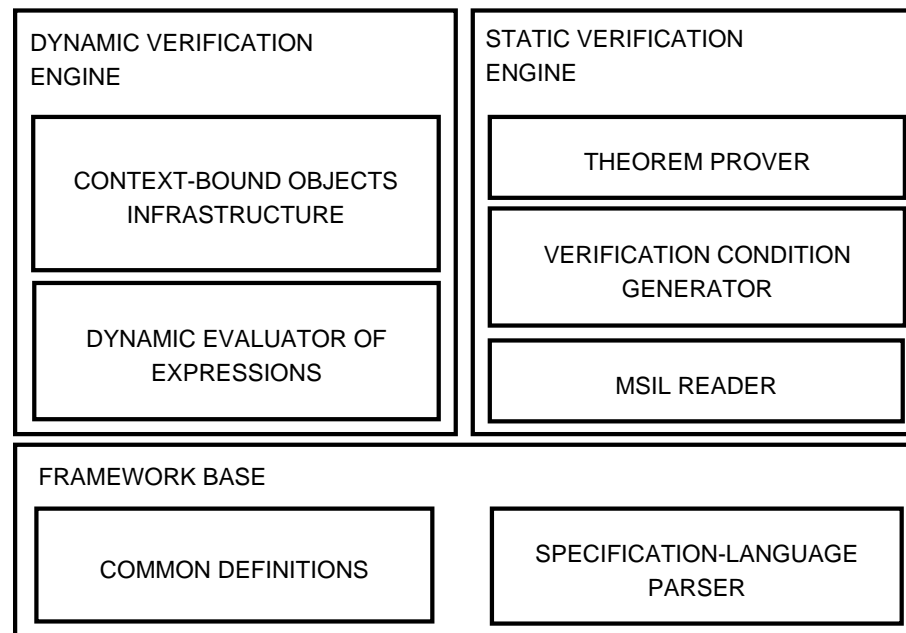 DYNAMIC VERIFICATION
ENGINE
CONTEXT-BOUND OBJECTS
INFRASTRUCTURE
DYNAMIC EVALUATOR OF
EXPRESSIONS
STATIC VERIFICATION
ENGINE
THEOREM PROVER
VERIFICATION CONDITION
GENERATOR
MSIL READER
FRAMEWORK BASE
COMMON DEFINITIONS
SPECIFICATION-LANGUAGE
PARSER